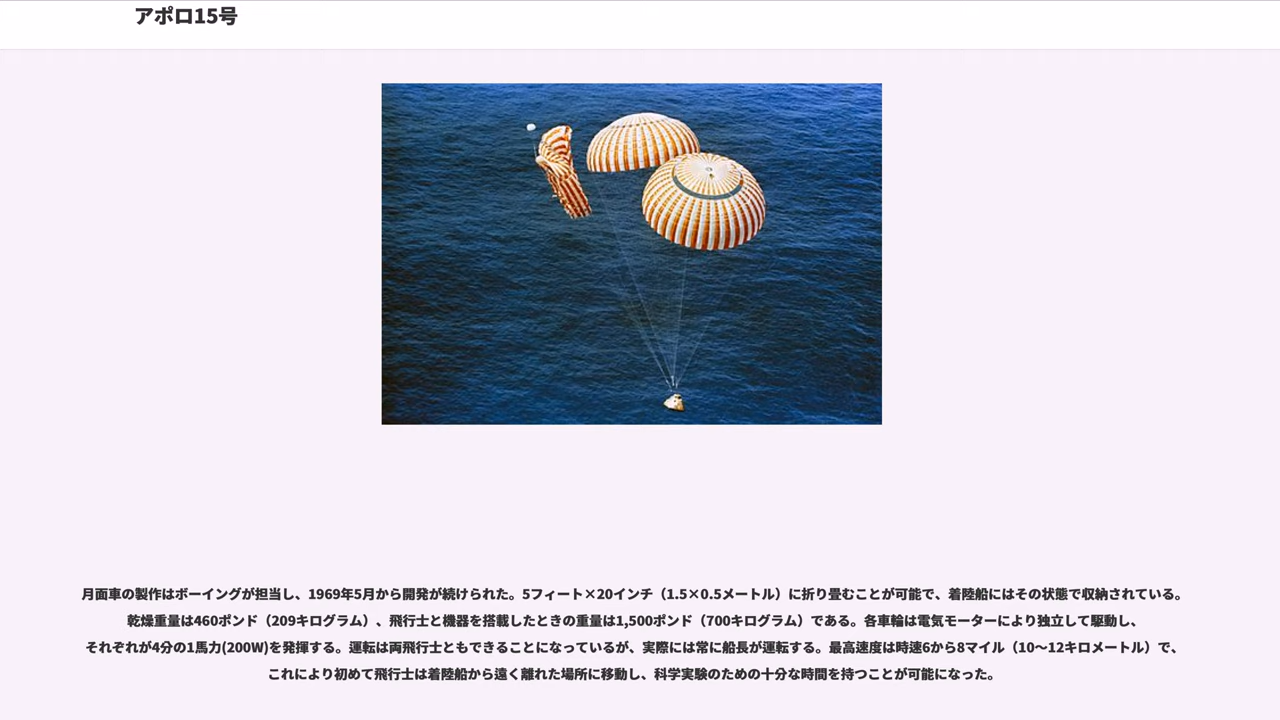 アポロ15号
月面車の製作はボーイングが担当し、1969年5月から開発が続けられた。5フィート×20インチ（1.5×0.5メートル）に折り畳むことが可能で、着陸船にはその状態で収納されている。
乾燥重量は460ポンド（209キログラム）、飛行士と機器を搭載したときの重量は1,500ポンド（700キログラム）である。各車輪は電気モーターにより独立して駆動し、
それぞれが4分の1馬力(200W)を発揮する。運転は両飛行士ともできることになっているが、実際には常に船長が運転する。最高速度は時速6から8マイル（10〜12キロメートル）で、
これにより初めて飛行士は着陸船から遠く離れた場所に移動し、科学実験のための十分な時間を持つことが可能になった。